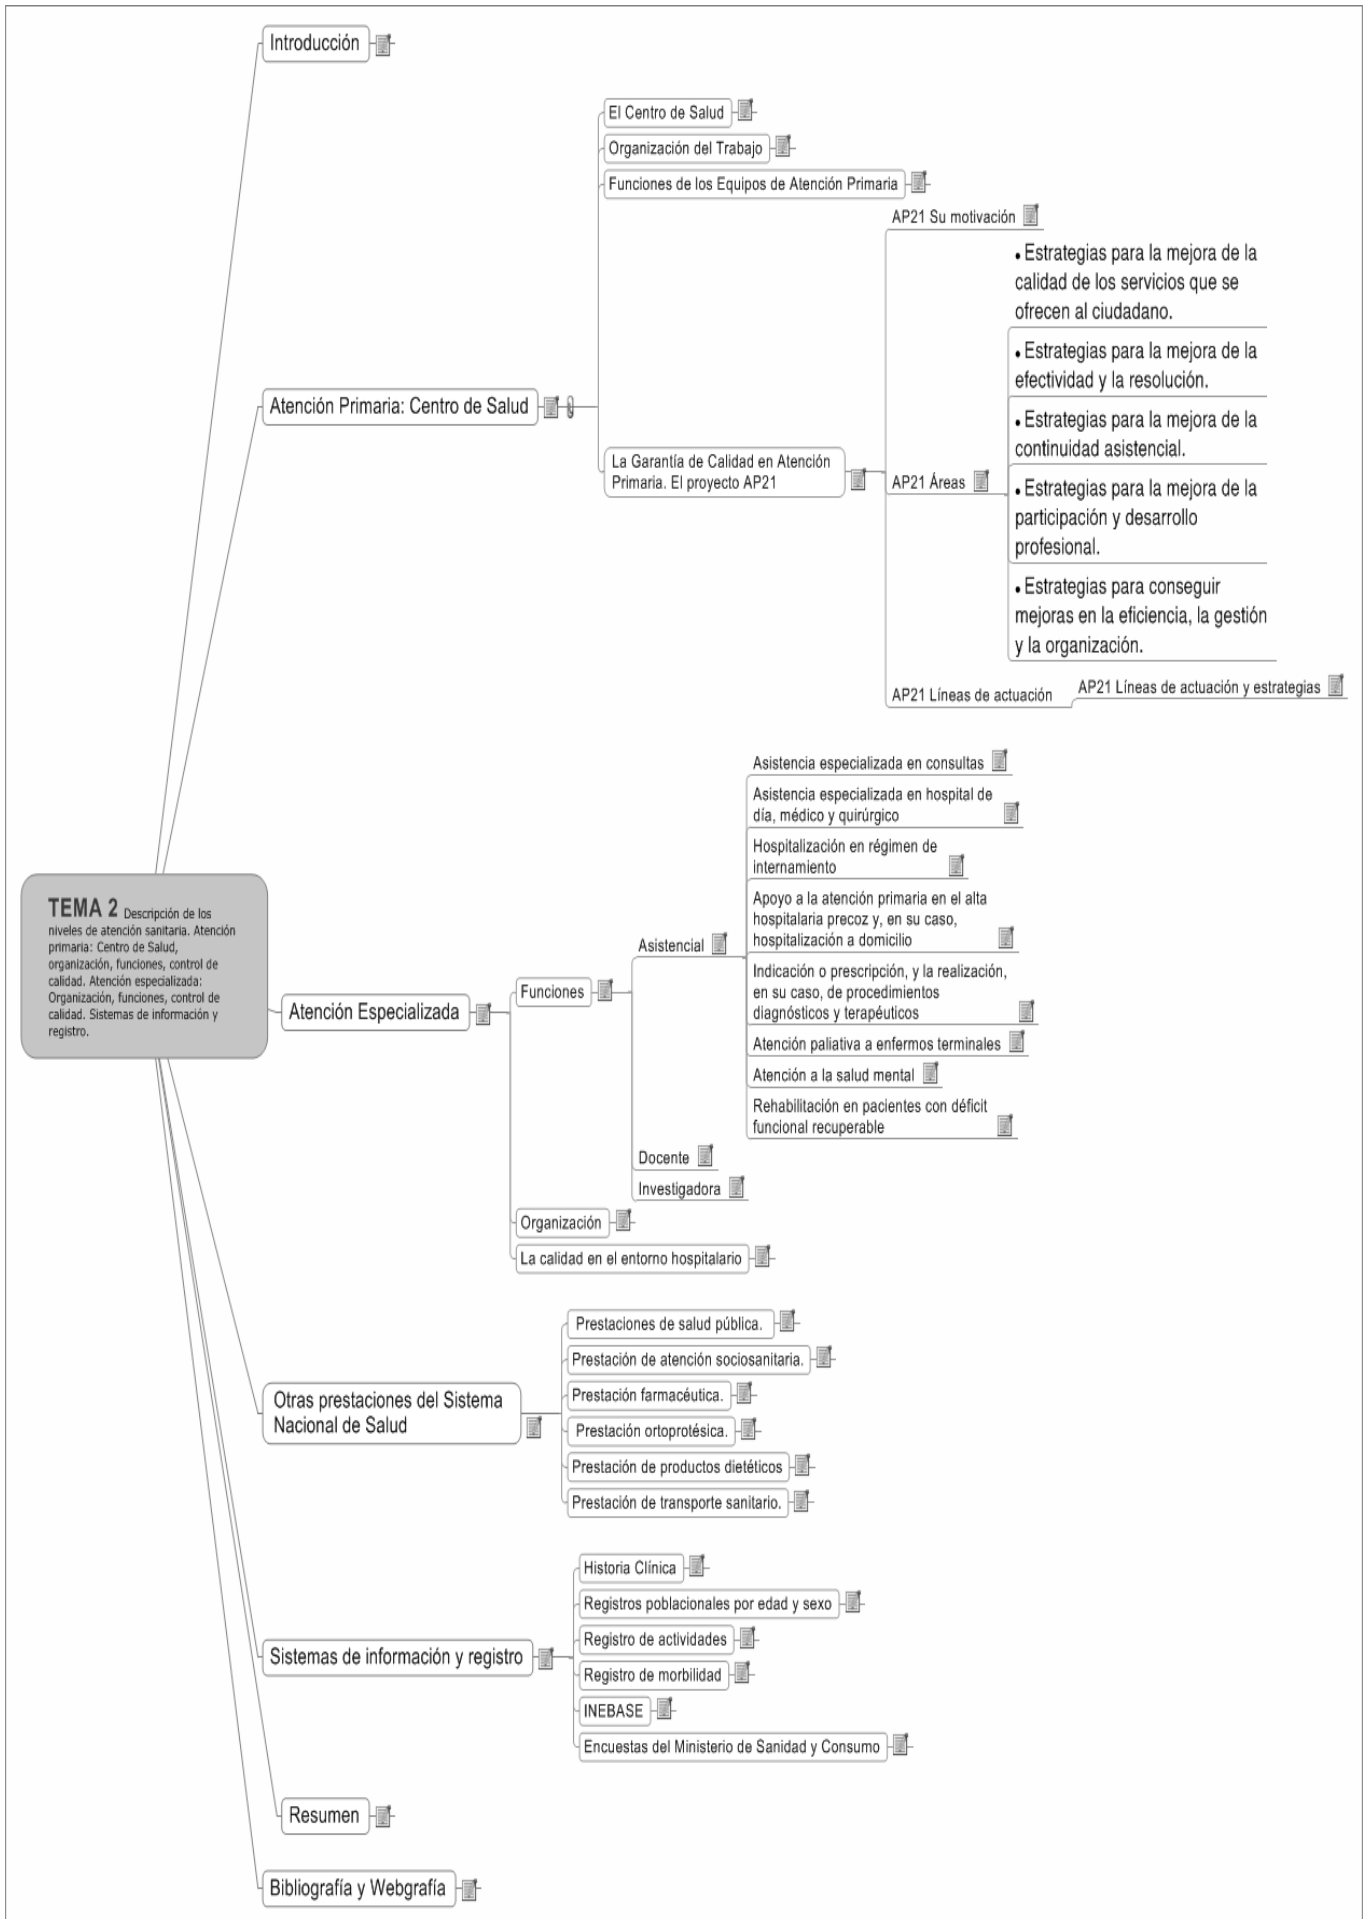 Introducción
El Centro de Salud
Organización del Trabajo
Funciones de los Equipos de Atención Primaria
AP21 Su motivación
• Estrategias para la mejora de la
calidad de los servicios que se
ofrecen al ciudadano.
• Estrategias para la mejora de la
efectividad y la resolución.
Atención Primaria: Centro de Salud
• Estrategias para la mejora de la
continuidad asistencial.
La Garantía de Calidad en Atención
Primaria. El proyecto AP21
AP21 Áreas
• Estrategias para la mejora de la
participación y desarrollo
profesional.
• Estrategias para conseguir
mejoras en la eficiencia, la gestión
y la organización.
AP21 Líneas de actuación
AP21 Líneas de actuación y estrategias
TEMA 2 Descripción de los
niveles de atención sanitaria. Atención
primaria: Centro de Salud,
organización, funciones, control de
calidad. Atención especializada:
Organización, funciones, control de
calidad. Sistemas de información y
registro.
Atención Especializada
Funciones
Asistencial
Asistencia especializada en consultas
Asistencia especializada en hospital de
día, médico y quirúrgico
Hospitalización en régimen de
internamiento
Apoyo a la atención primaria en el alta
hospitalaria precoz y, en su caso,
hospitalización a domicilio
Indicación o prescripción, y la realización,
en su caso, de procedimientos
diagnósticos y terapéuticos
Atención paliativa a enfermos terminales
Atención a la salud mental
Rehabilitación en pacientes con déficit
funcional recuperable
Docente
Investigadora
Organización
La calidad en el entorno hospitalario
Otras prestaciones del Sistema
Nacional de Salud
Prestaciones de salud pública.
Prestación de atención sociosanitaria.
Prestación farmacéutica.
Prestación ortoprotésica.
Prestación de productos dietéticos
Prestación de transporte sanitario.
Sistemas de información y registro
Historia Clínica
Registros poblacionales por edad y sexo
Registro de actividades
Registro de morbilidad
INEBASE
Encuestas del Ministerio de Sanidad y Consumo
Resumen
Bibliografía y Webgrafía